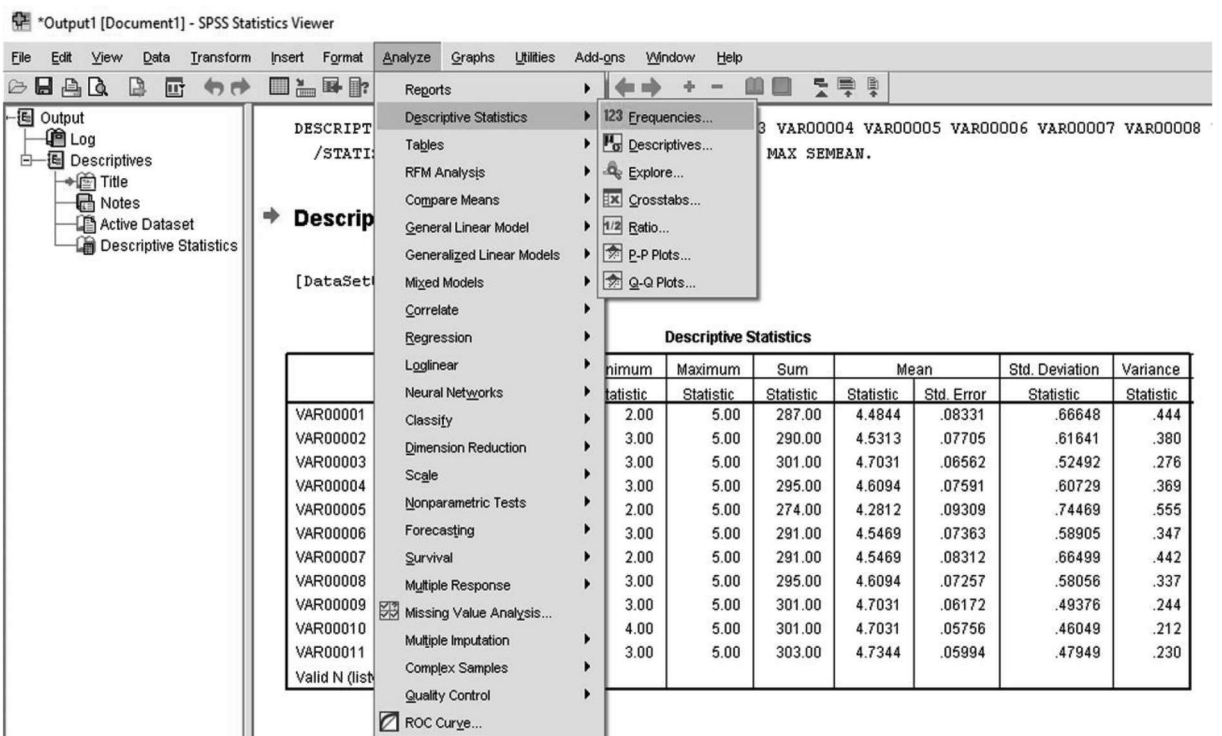 *Output1 [Document1] - SPSS Statistics Viewer
File Edit View Data Transform Insert Format Analyze Graphs Utilities Add-ons Window Help
Output
Log
Descriptives
Title
Notes
Active Dataset
Descriptive Statistics
Reports
Descriptive Statistics
Tables
RFM Analysis
Compare Means
General Linear Model
Generalized Linear Models
Mixed Models
Correlate
Regression
Loglinear
Neural Networks
Classify
Dimension Reduction
Scale
Nonparametric Tests
Forecasting
Survival
Multiple Response
Missing Value Analysis...
Multiple Imputation
Complex Samples
Quality Control
ROC Curve...
123 Frequencies...
Descriptives...
Explore...
Crosstabs...
1/2 Ratio...
P-P Plots...
Q-Q Plots...
DESCRIPT 3 VAR00004 VAR00005 VAR00006 VAR00007 VAR00008
/STATI MAX SEMEAN.
Descrip
[DataSet
Descriptive Statistics
nimum Maximum Sum Mean Std. Deviation Variance
tatistic Statistic Statistic Statistic Std. Error Statistic Statistic
VAR00001 2.00 5.00 287.00 4.4844 .08331 .66648 .444
VAR00002 3.00 5.00 290.00 4.5313 .07705 .61641 .380
VAR00003 3.00 5.00 301.00 4.7031 .06562 .52492 .276
VAR00004 3.00 5.00 295.00 4.6094 .07591 .60729 .369
VAR00005 2.00 5.00 274.00 4.2812 .09309 .74469 .555
VAR00006 3.00 5.00 291.00 4.5469 .07363 .58905 .347
VAR00007 2.00 5.00 291.00 4.5469 .08312 .66499 .442
VAR00008 3.00 5.00 295.00 4.6094 .07257 .58056 .337
VAR00009 3.00 5.00 301.00 4.7031 .06172 .49376 .244
VAR00010 4.00 5.00 301.00 4.7031 .05756 .46049 .212
VAR00011 3.00 5.00 303.00 4.7344 .05994 .47949 .230
Valid N (list